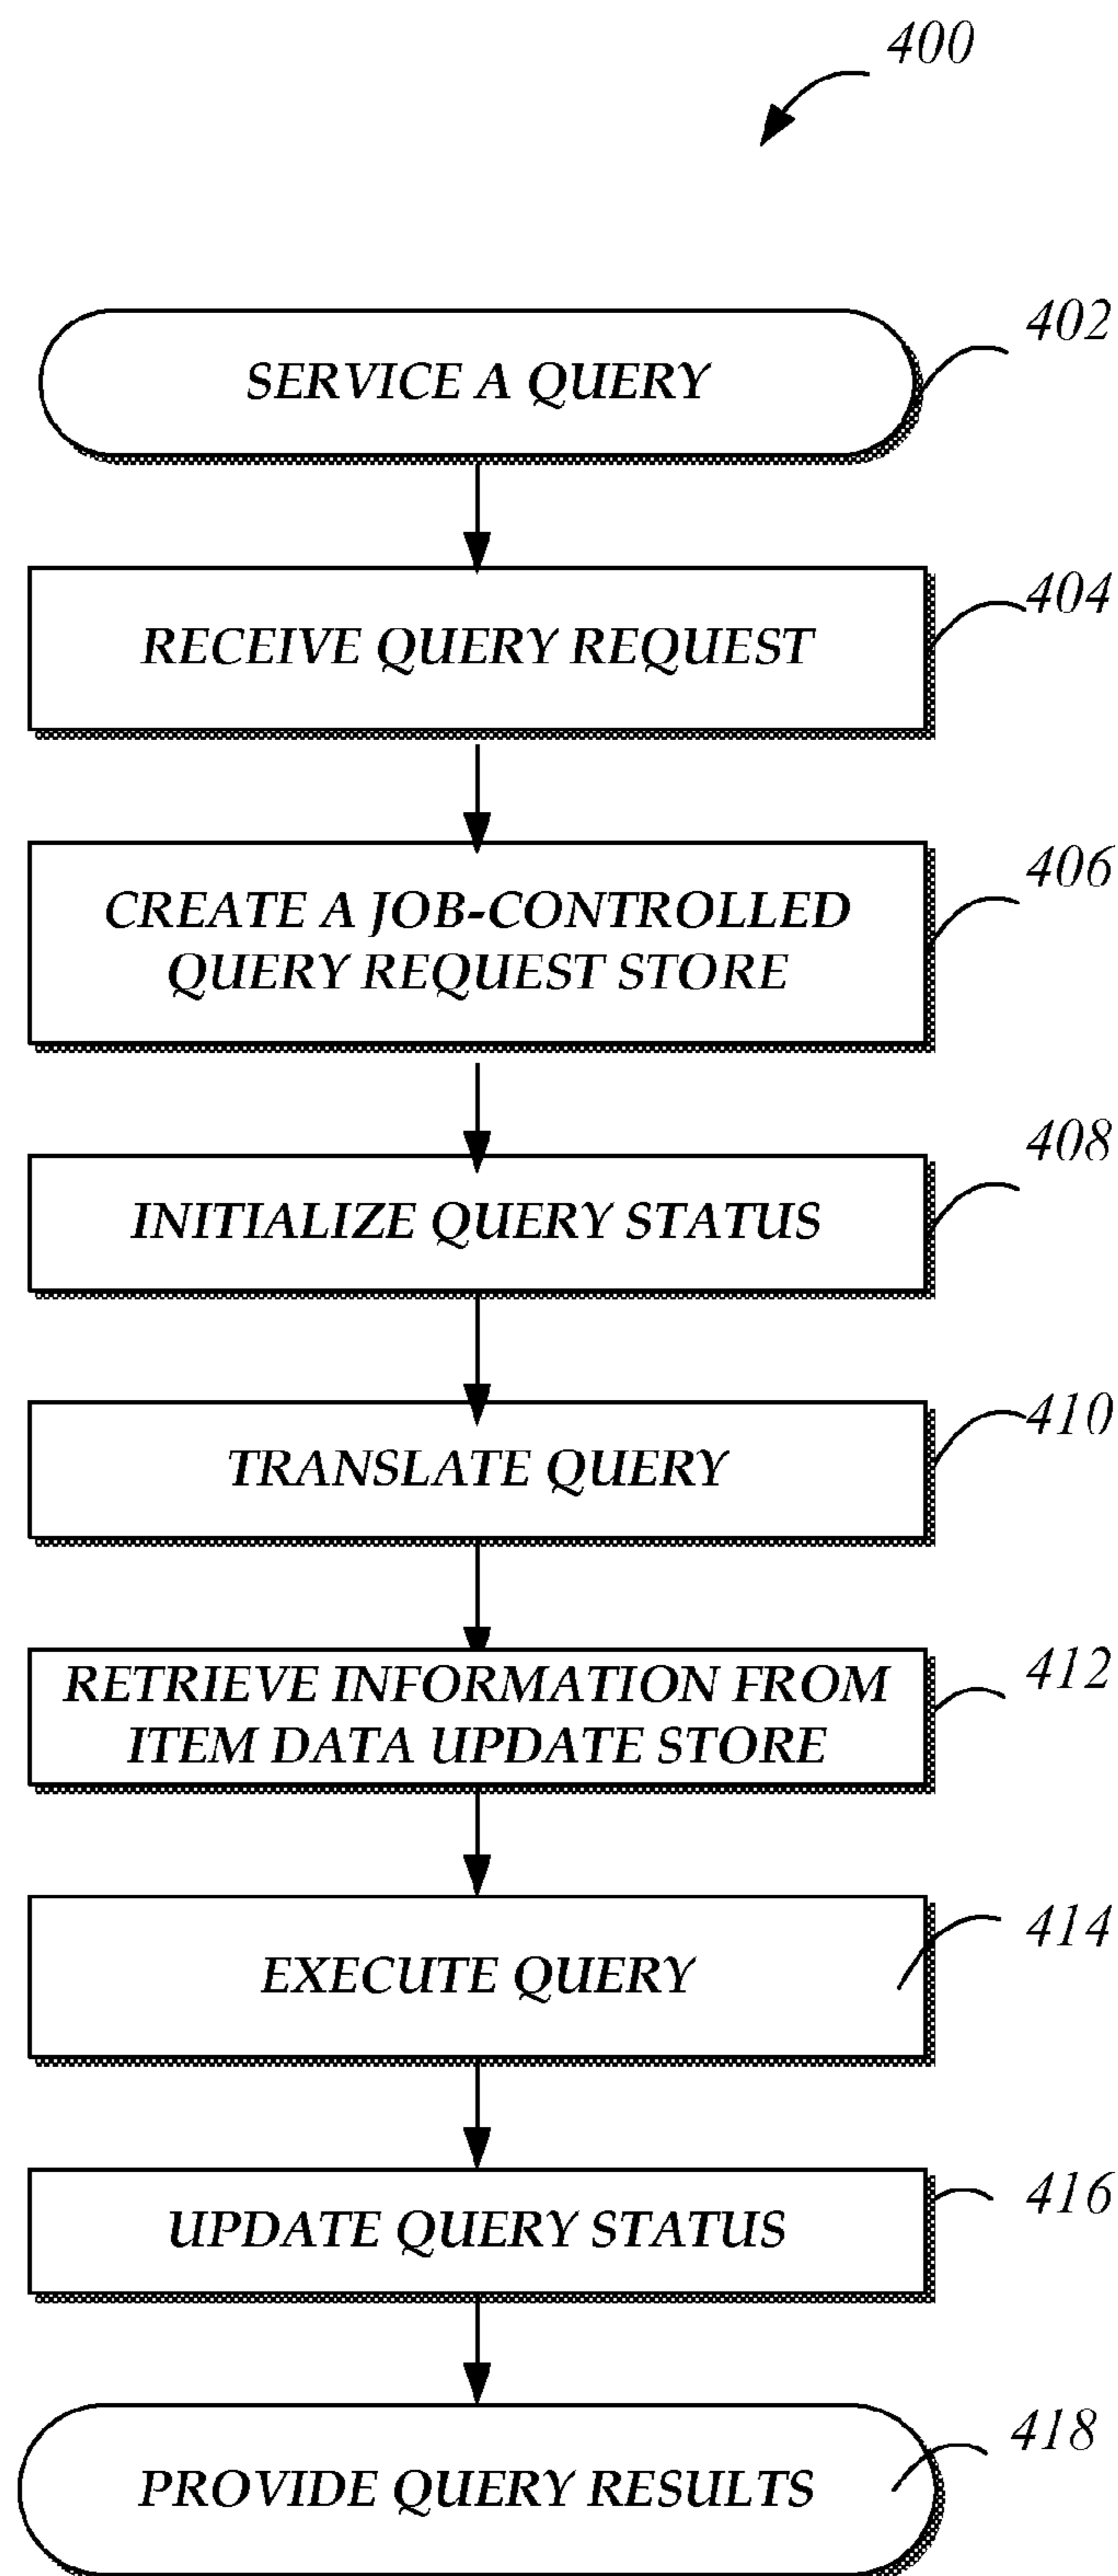 400
SERVICE A QUERY
402
RECEIVE QUERY REQUEST
404
CREATE A JOB-CONTROLLED
QUERY REQUEST STORE
406
INITIALIZE QUERY STATUS
408
TRANSLATE QUERY
410
RETRIEVE INFORMATION FROM
ITEM DATA UPDATE STORE
412
EXECUTE QUERY
414
UPDATE QUERY STATUS
416
PROVIDE QUERY RESULTS
418